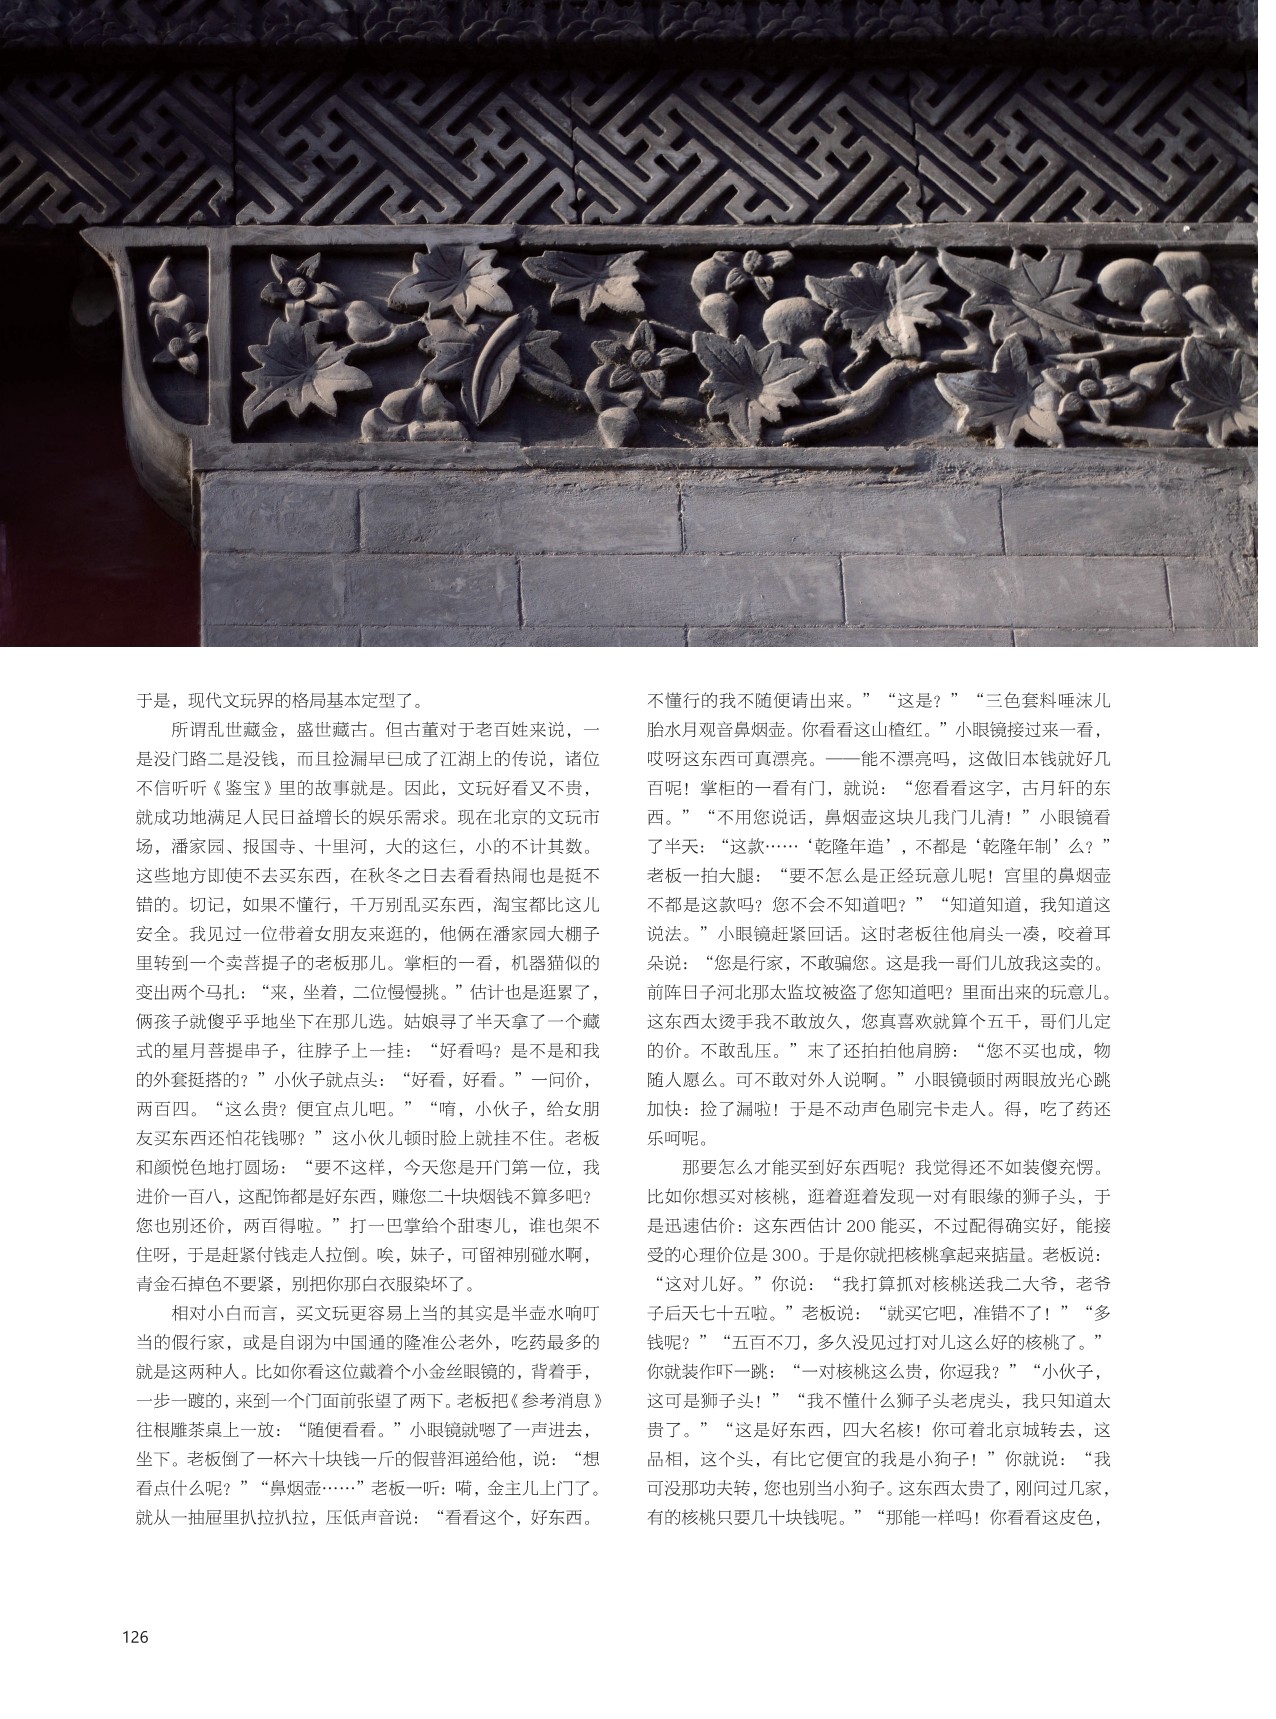 于是，现代文玩界的格局基本定型了。
所谓乱世藏金，盛世藏古。但古董对于老百姓来说，一
是没门路二是没钱，而且捡漏早已成了江湖上的传说，诸位
不信听听《鉴宝》里的故事就是。因此，文玩好看又不贵，
就成功地满足人民日益增长的娱乐需求。现在北京的文玩市
场，潘家园、报国寺、十里河，大的这仨，小的不计其数。
这些地方即使不去买东西，在秋冬之日去看看热闹也是挺不
错的。切记，如果不懂行，千万别乱买东西，淘宝都比这儿
安全。我见过一位带着女朋友来逛的，他俩在潘家园大棚子
里转到一个卖菩提子的老板那儿。掌柜的一看，机器猫似的
变出两个马扎：“来，坐着，二位慢慢挑。”估计也是逛累了，
俩孩子就傻乎乎地坐下在那儿选。姑娘寻了半天拿了一个藏
式的星月菩提串子，往脖子上一挂：“好看吗？是不是和我
的外套挺搭的？”小伙子就点头：“好看，好看。”一问价，
两百四。“这么贵？便宜点儿吧。”“唷，小伙子，给女朋
友买东西还怕花钱哪？”这小伙儿顿时脸上就挂不住。老板
和颜悦色地打圆场：“要不这样，今天您是开门第一位，我
进价一百八，这配饰都是好东西，赚您二十块烟钱不算多吧？
您也别还价，两百得啦。”打一巴掌给个甜枣儿，谁也架不
住呀，于是赶紧付钱走人拉倒。唉，妹子，可留神别碰水啊，
青金石掉色不要紧，别把你那白衣服染坏了。
相对小白而言，买文玩更容易上当的其实是半壶水响叮
当的假行家，或是自诩为中国通的隆准公老外，吃药最多的
就是这两种人。比如你看这位戴着个小金丝眼镜的，背着手，
一步一踱的，来到一个门面前张望了两下。老板把《参考消息》
往根雕茶桌上一放：“随便看看。”小眼镜就嗯了一声进去，
坐下。老板倒了一杯六十块钱一斤的假普洱递给他，说：“想
看点什么呢？”“鼻烟壶……”老板一听：嗬，金主儿上门了。
就从一抽屉里扒拉扒拉，压低声音说：“看看这个，好东西。
不懂行的我不随便请出来。”“这是？”“三色套料唾沫儿
胎水月观音鼻烟壶。你看看这山楂红。”小眼镜接过来一看，
哎呀这东西可真漂亮。——能不漂亮吗，这做旧本钱就好几
百呢！掌柜的一看有门，就说：“您看看这字，古月轩的东
西。”“不用您说话，鼻烟壶这块儿我门儿清！”小眼镜看
了半天：“这款……‘乾隆年造’，不都是‘乾隆年制’么？”
老板一拍大腿：“要不怎么是正经玩意儿呢！宫里的鼻烟壶
不都是这款吗？您不会不知道吧？”“知道知道，我知道这
说法。”小眼镜赶紧回话。这时老板往他肩头一凑，咬着耳
朵说：“您是行家，不敢骗您。这是我一哥们儿放我这卖的。
前阵日子河北那太监坟被盗了您知道吧？里面出来的玩意儿。
这东西太烫手我不敢放久，您真喜欢就算个五千，哥们儿定
的价。不敢乱压。”末了还拍拍他肩膀：“您不买也成，物
随人愿么。可不敢对外人说啊。”小眼镜顿时两眼放光心跳
加快：捡了漏啦！于是不动声色刷完卡走人。得，吃了药还
乐呵呢。
那要怎么才能买到好东西呢？我觉得还不如装傻充愣。
比如你想买对核桃，逛着逛着发现一对有眼缘的狮子头，于
是迅速估价：这东西估计 200 能买，不过配得确实好，能接
受的心理价位是 300。于是你就把核桃拿起来掂量。老板说：
“这对儿好。”你说：“我打算抓对核桃送我二大爷，老爷
子后天七十五啦。”老板说：“就买它吧，准错不了！”“多
钱呢？”“五百不刀，多久没见过打对儿这么好的核桃了。”
你就装作吓一跳：“一对核桃这么贵，你逗我？”“小伙子，
这可是狮子头！”“我不懂什么狮子头老虎头，我只知道太
贵了。”“这是好东西，四大名核！你可着北京城转去，这
品相，这个头，有比它便宜的我是小狗子！”你就说：“我
可没那功夫转，您也别当小狗子。这东西太贵了，刚问过几家，
有的核桃只要几十块钱呢。”“那能一样吗！你看看这皮色，
126